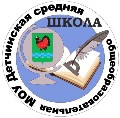 МОУ Детчинская средняя
общеобразовательная
ШКОЛА